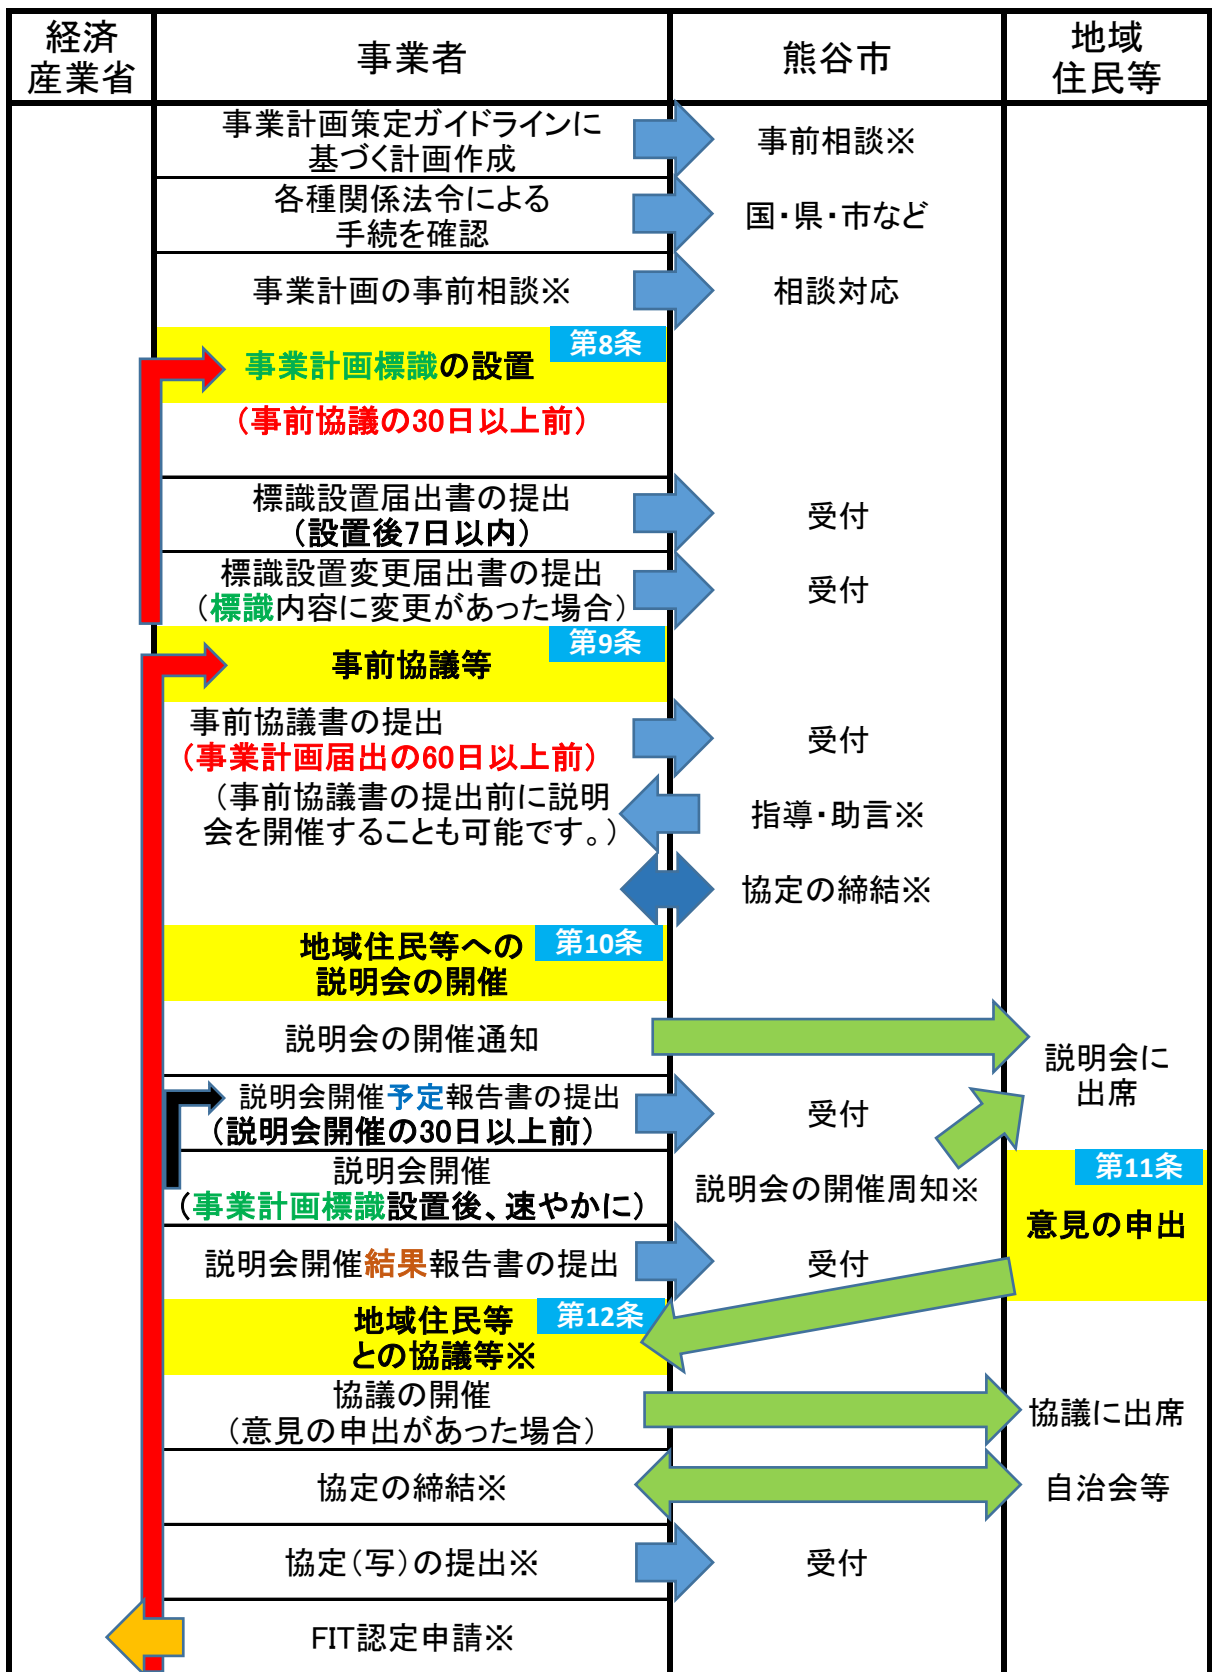 経済
産業省
事業者
熊谷市
地域
住民等
事業計画策定ガイドラインに
基づく計画作成
事前相談※
各種関係法令による
手続を確認
国・県・市など
事業計画の事前相談※
相談対応
第8条
事業計画標識の設置
（事前協議の30日以上前）
標識設置届出書の提出
（設置後7日以内）
受付
標識設置変更届出書の提出
（標識内容に変更があった場合）
受付
第9条
事前協議等
事前協議書の提出
（事業計画届出の60日以上前）
受付
（事前協議書の提出前に説明
会を開催することも可能です。）
指導・助言※
協定の締結※
第10条
地域住民等への
説明会の開催
説明会の開催通知
説明会に
出席
説明会開催予定報告書の提出
（説明会開催の30日以上前）
受付
説明会開催
（事業計画標識設置後、速やかに）
説明会の開催周知※
第11条
意見の申出
説明会開催結果報告書の提出
受付
第12条
地域住民等
との協議等※
協議の開催
（意見の申出があった場合）
協議に出席
協定の締結※
自治会等
協定（写）の提出※
受付
FIT認定申請※